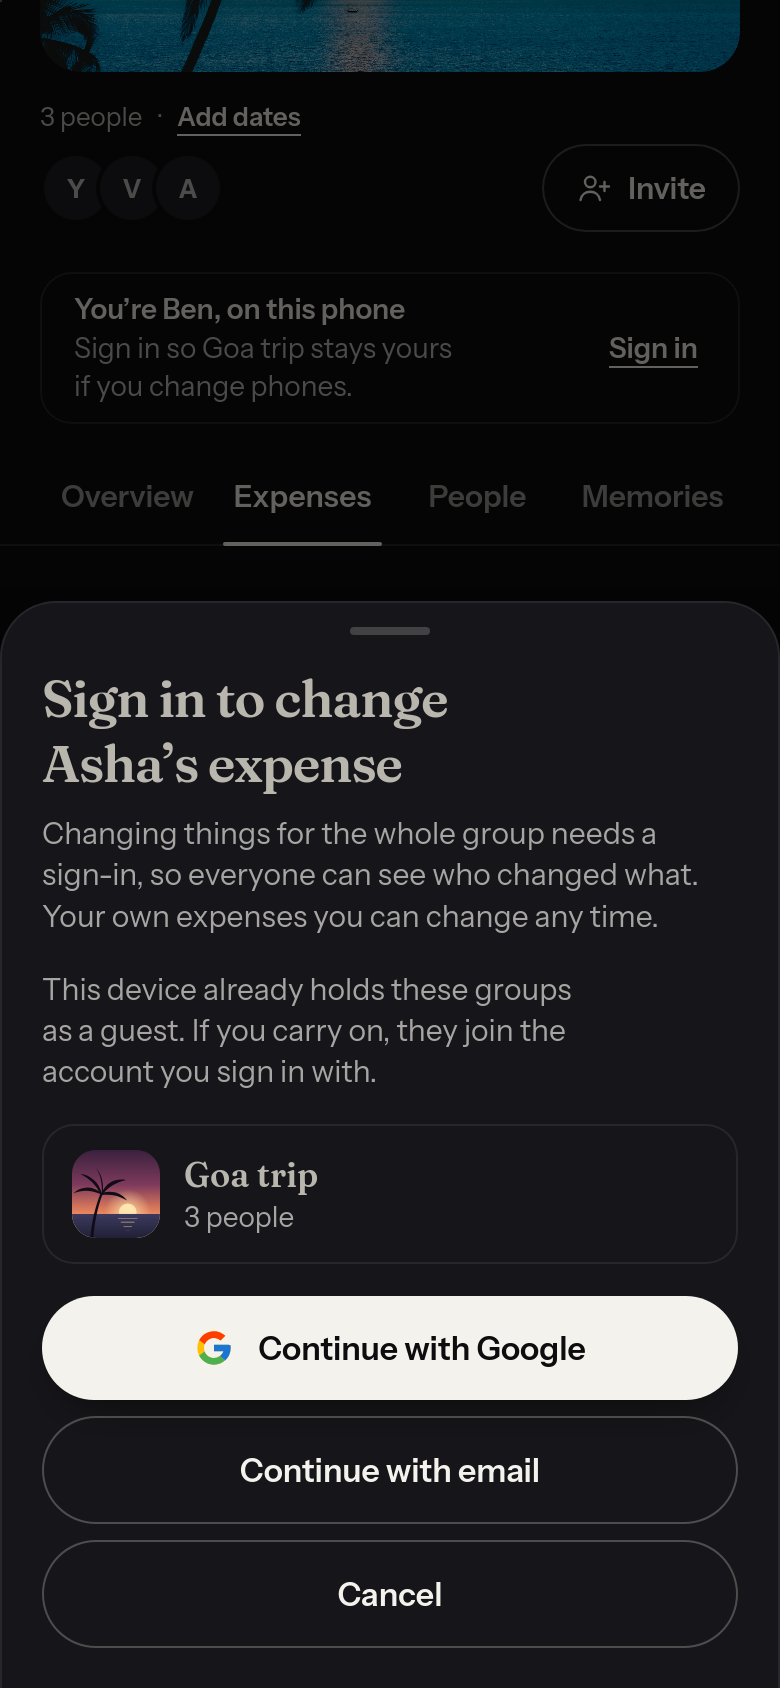 3 people · Add dates
Y V A
Invite
You’re Ben, on this phone
Sign in so Goa trip stays yours
if you change phones.
Sign in
Overview Expenses People Memories
Sign in to change
Asha’s expense
Changing things for the whole group needs a
sign-in, so everyone can see who changed what.
Your own expenses you can change any time.
This device already holds these groups
as a guest. If you carry on, they join the
account you sign in with.
Goa trip
3 people
Continue with Google
Continue with email
Cancel